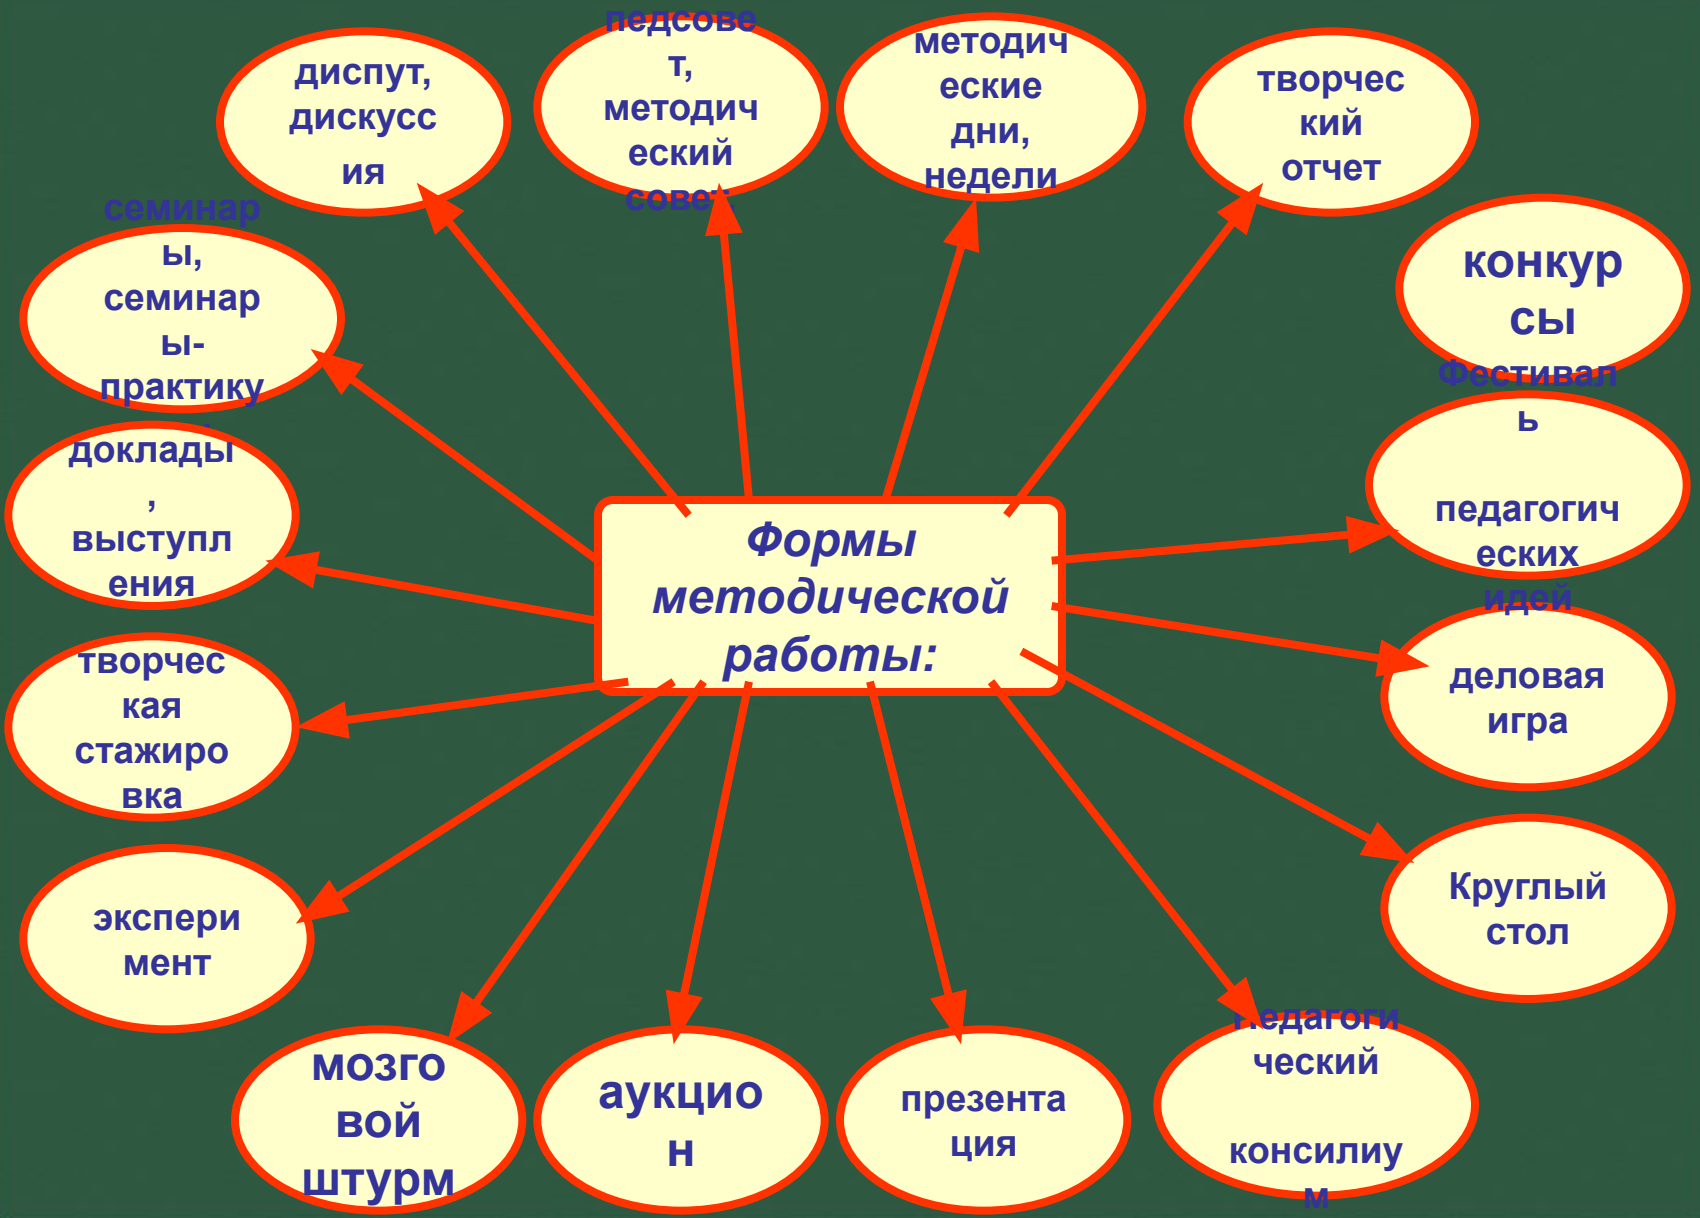 диспут,
дискусс
ия
педсове
т,
методич
еский
совет
методич
еские
дни,
недели
творчес
кий
отчет
семинар
ы,
семинар
ы-
практику
конкур
сы
Фестивал
ь
педагогич
еских
идей
доклады
,
выступл
ения
Формы
методической
работы:
творчес
кая
стажиро
вка
деловая
игра
экспери
мент
Круглый
стол
мозго
вой
штурм
аукцио
н
презента
ция
Педагоги
ческий
консилиу
м